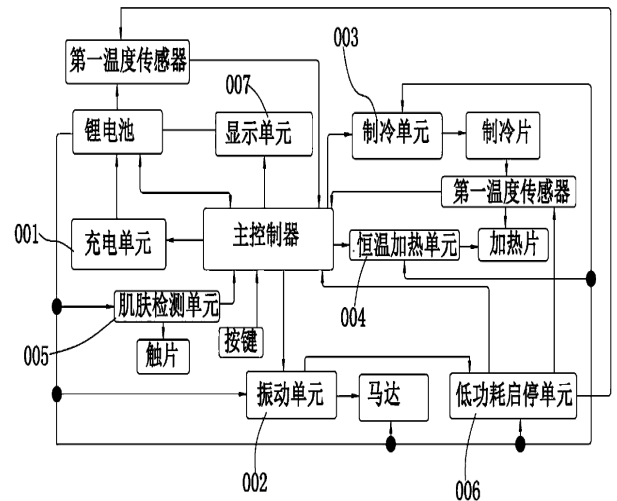 第一温度传感器
003
007
锂电池
显示单元
制冷单元
制冷片
第一温度传感器
001
充电单元
主控制器
恒温加热单元
加热片
004
肌肤检测单元
005
按键
触片
振动单元
马达
低功耗启停单元
002
006